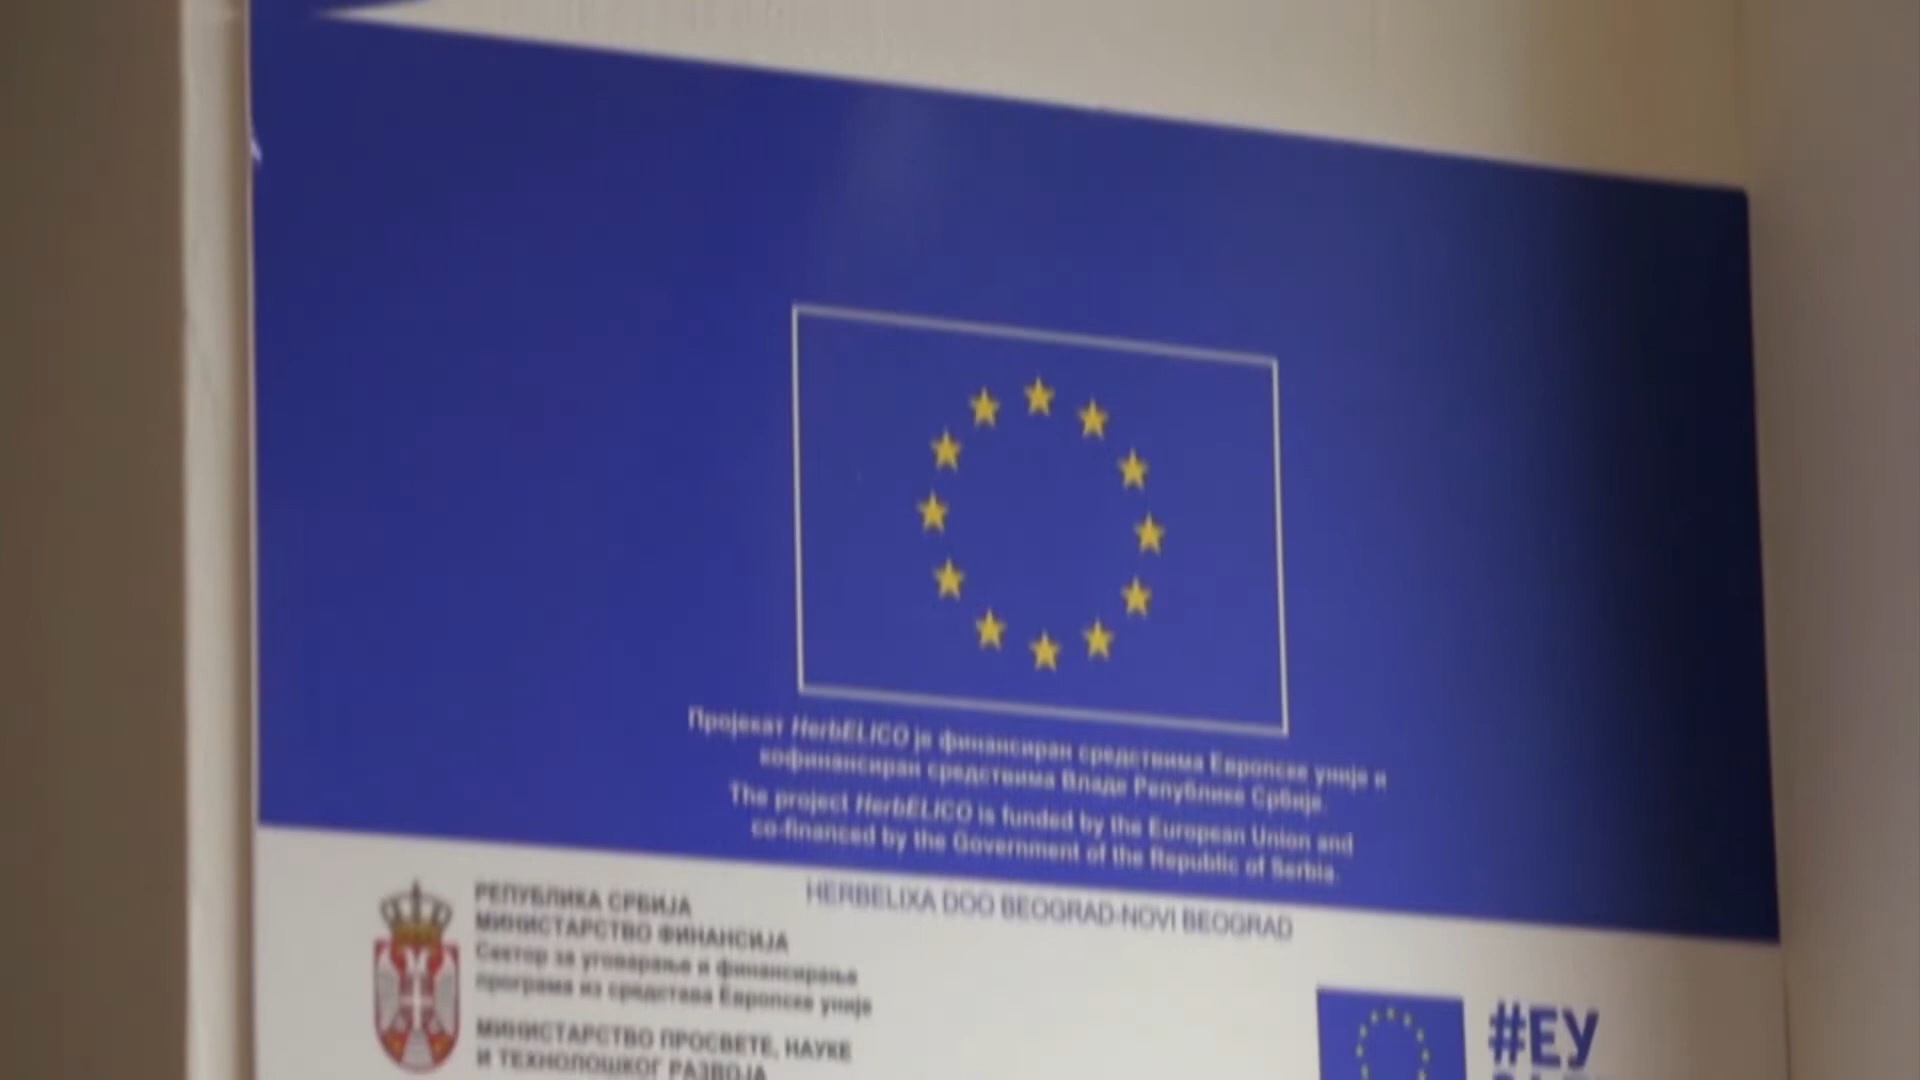 Пројекат HerbELICO је финансиран средствима Европске уније и
кофинансиран средствима Владе Републике Србије.
The project HerbELICO is funded by the European Union and
co-financed by the Government of the Republic of Serbia.
HERBELIXA DOO BEOGRAD-NOVI BEOGRAD
РЕПУБЛИКА СРБИЈА
МИНИСТАРСТВО ФИНАНСИЈА
Сектор за уговарање и финансирање
програма из средстава Европске уније
МИНИСТАРСТВО ПРОСВЕТЕ, НАУКЕ
И ТЕХНОЛОШКОГ РАЗВОЈА
#ЕУ